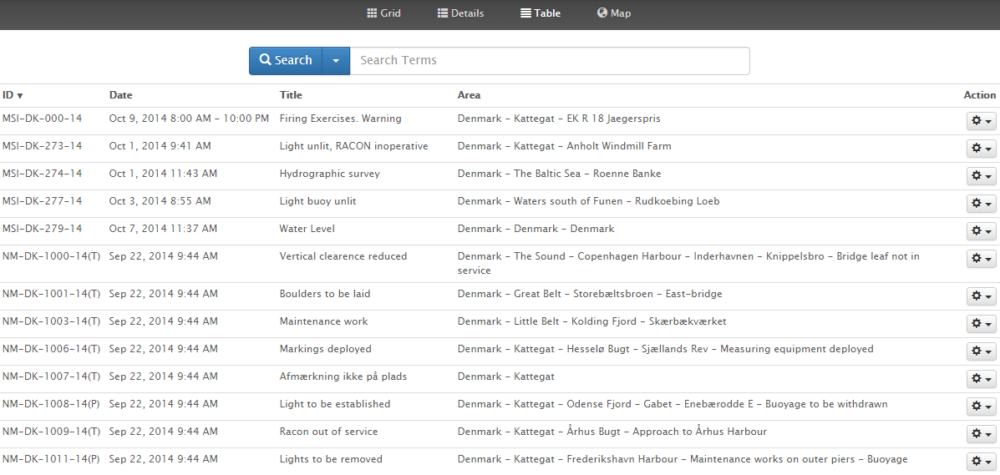 Grid Details Table Map
Search Search Terms
ID ▾ Date Title Area Action
MSI-DK-000-14 Oct 9, 2014 8:00 AM - 10:00 PM Firing Exercises. Warning Denmark - Kattegat - EK R 18 Jaegerspris
MSI-DK-273-14 Oct 1, 2014 9:41 AM Light unlit, RACON inoperative Denmark - Kattegat - Anholt Windmill Farm
MSI-DK-274-14 Oct 1, 2014 11:43 AM Hydrographic survey Denmark - The Baltic Sea - Roenne Banke
MSI-DK-277-14 Oct 3, 2014 8:55 AM Light buoy unlit Denmark - Waters south of Funen - Rudkoebing Loeb
MSI-DK-279-14 Oct 7, 2014 11:37 AM Water Level Denmark - Denmark - Denmark
NM-DK-1000-14(T) Sep 22, 2014 9:44 AM Vertical clearence reduced Denmark - The Sound - Copenhagen Harbour - Inderhavnen - Knippelsbro - Bridge leaf not in
service
NM-DK-1001-14(T) Sep 22, 2014 9:44 AM Boulders to be laid Denmark - Great Belt - Storebæltsbroen - East-bridge
NM-DK-1003-14(T) Sep 22, 2014 9:44 AM Maintenance work Denmark - Little Belt - Kolding Fjord - Skærbækværket
NM-DK-1006-14(T) Sep 22, 2014 9:44 AM Markings deployed Denmark - Kattegat - Hesselø Bugt - Sjællands Rev - Measuring equipment deployed
NM-DK-1007-14(T) Sep 22, 2014 9:44 AM Afmærkning ikke på plads Denmark - Kattegat
NM-DK-1008-14(P) Sep 22, 2014 9:44 AM Light to be established Denmark - Kattegat - Odense Fjord - Gabet - Enebærodde E - Buoyage to be withdrawn
NM-DK-1009-14(T) Sep 22, 2014 9:44 AM Racon out of service Denmark - Kattegat - Århus Bugt - Approach to Århus Harbour
NM-DK-1011-14(P) Sep 22, 2014 9:44 AM Lights to be removed Denmark - Kattegat - Frederikshavn Harbour - Maintenance works on outer piers - Buoyage